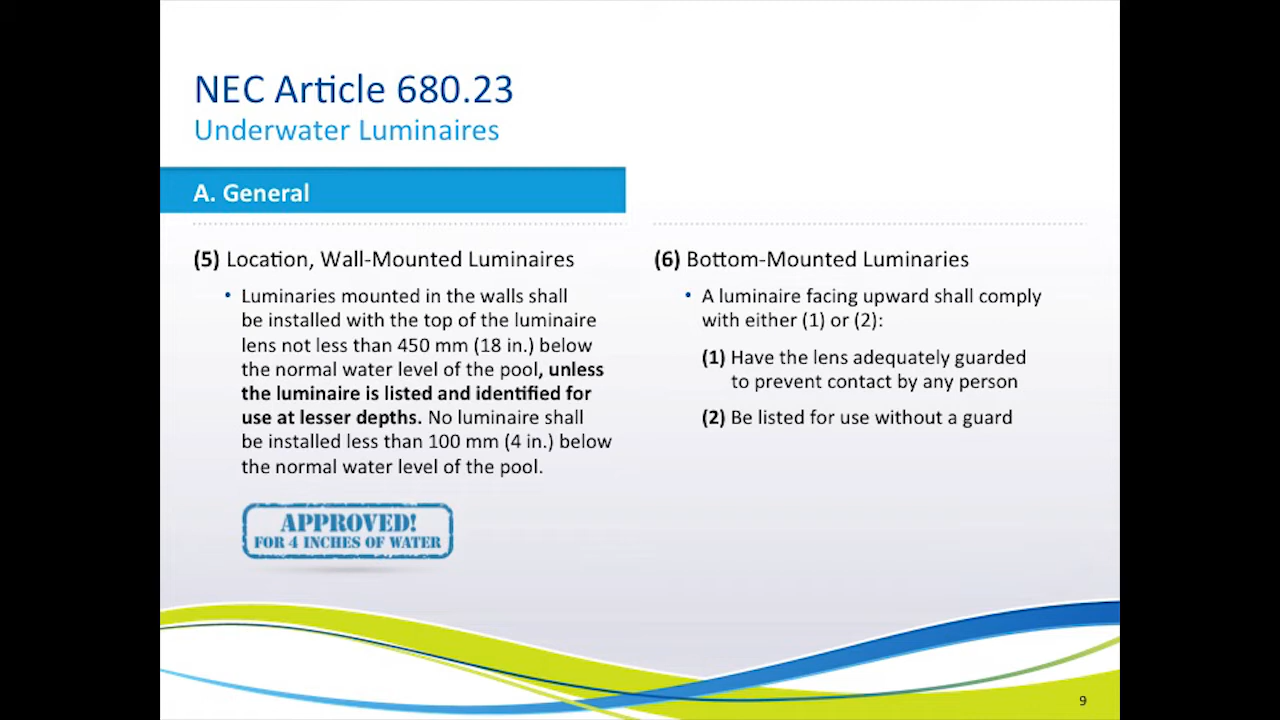 NEC Article 680.23
Underwater Luminaires
A. General
(5) Location, Wall-Mounted Luminaires
• Luminaries mounted in the walls shall
be installed with the top of the luminaire
lens not less than 450 mm (18 in.) below
the normal water level of the pool, unless
the luminaire is listed and identified for
use at lesser depths. No luminaire shall
be installed less than 100 mm (4 in.) below
the normal water level of the pool.
APPROVED!
FOR 4 INCHES OF WATER
(6) Bottom-Mounted Luminaries
• A luminaire facing upward shall comply
with either (1) or (2):
(1) Have the lens adequately guarded
to prevent contact by any person
(2) Be listed for use without a guard
9